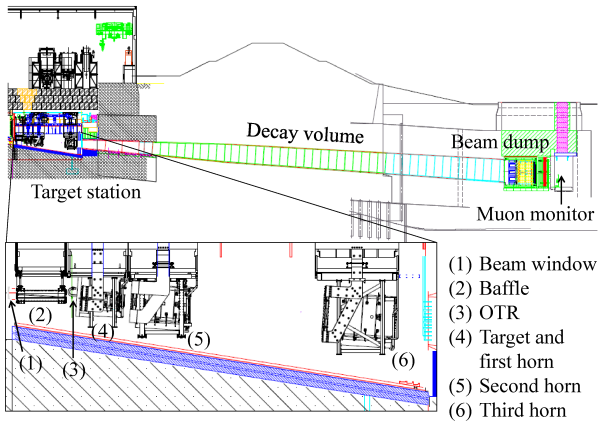 Decay volume
Beam dump
Target station
Muon monitor
(1) Beam window
(2) Baffle
(3) OTR
(4) Target and
first horn
(5) Second horn
(6) Third horn
(2)
(4)
(5)
(6)
(1)
(3)